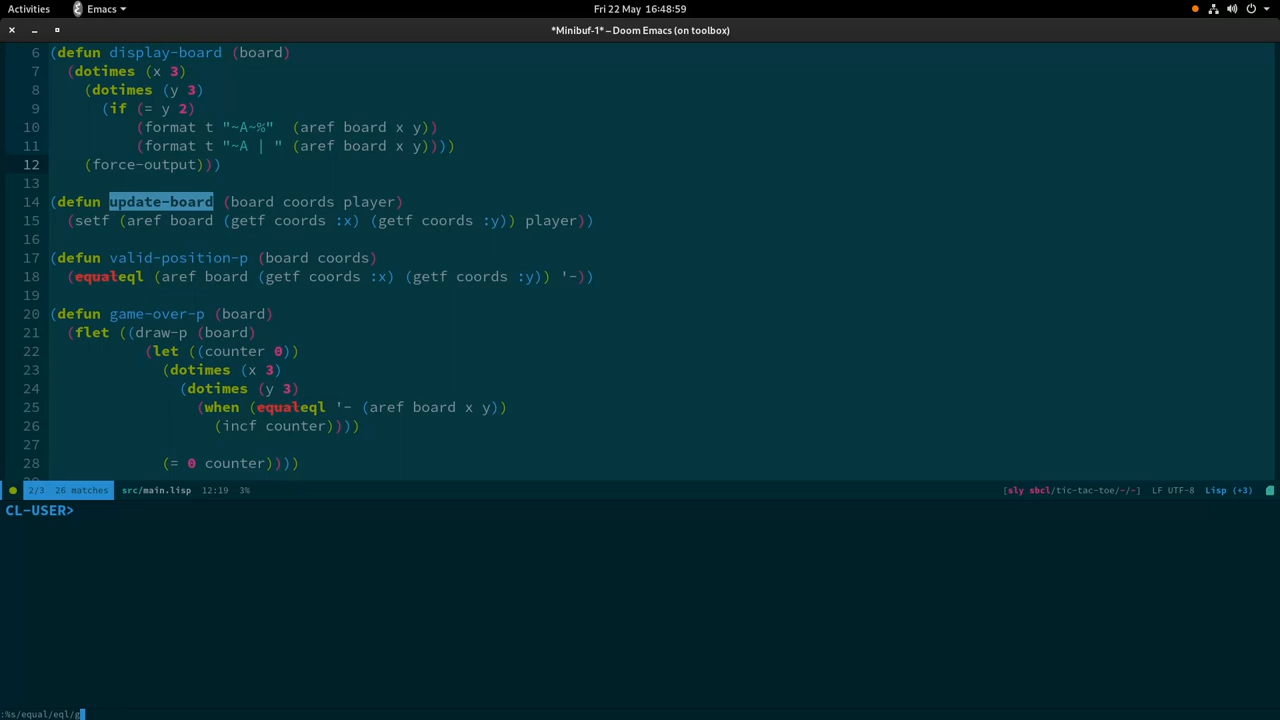 Activities Emacs Fri 22 May 16:48:59
*Minibuf-1* – Doom Emacs (on toolbox)
6 (defun display-board (board)
7 (dotimes (x 3)
8 (dotimes (y 3)
9 (if (= y 2)
10 (format t "~A~%" (aref board x y))
11 (format t "~A | " (aref board x y))))
12 (force-output)))
13
14 (defun update-board (board coords player)
15 (setf (aref board (getf coords :x) (getf coords :y)) player))
16
17 (defun valid-position-p (board coords)
18 (equaleql (aref board (getf coords :x) (getf coords :y)) '-))
19
20 (defun game-over-p (board)
21 (flet ((draw-p (board)
22 (let ((counter 0))
23 (dotimes (x 3)
24 (dotimes (y 3)
25 (when (equaleql '- (aref board x y))
26 (incf counter))))
27
28 (= 0 counter))))
2/3 26 matches src/main.lisp 12:19 3% [sly sbcl/tic-tac-toe/-/-] LF UTF-8 Lisp (+3)
CL-USER>
:%s/equal/eql/g